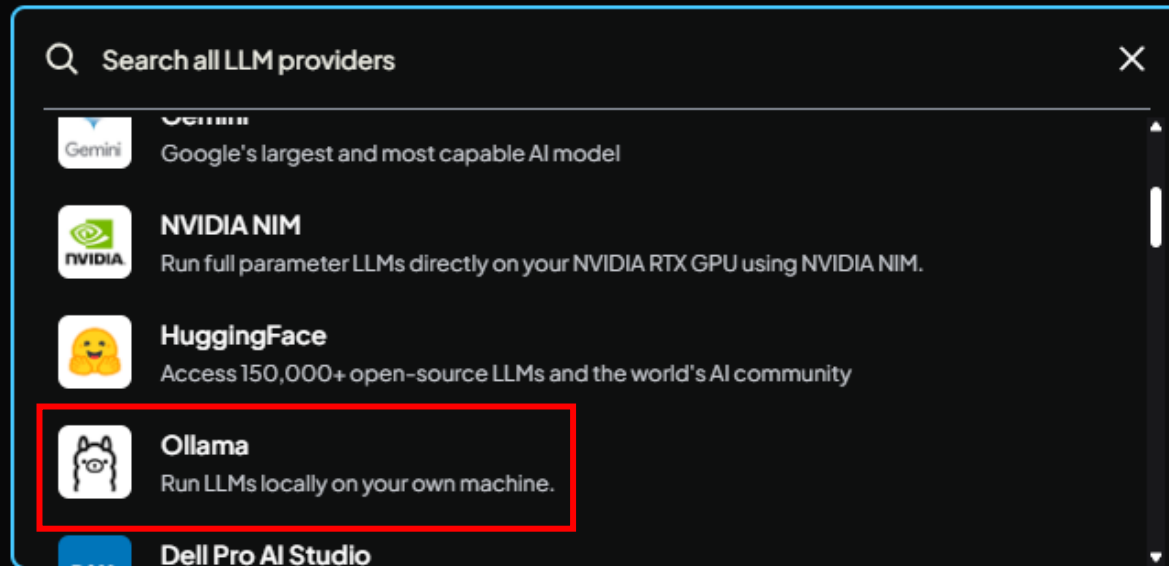 Search all LLM providers
Gemini
Gemini
Google's largest and most capable AI model
NVIDIA NIM
NVIDIA
Run full parameter LLMs directly on your NVIDIA RTX GPU using NVIDIA NIM.
HuggingFace
Access 150,000+ open-source LLMs and the world's AI community
Ollama
Run LLMs locally on your own machine.
Dell Pro AI Studio